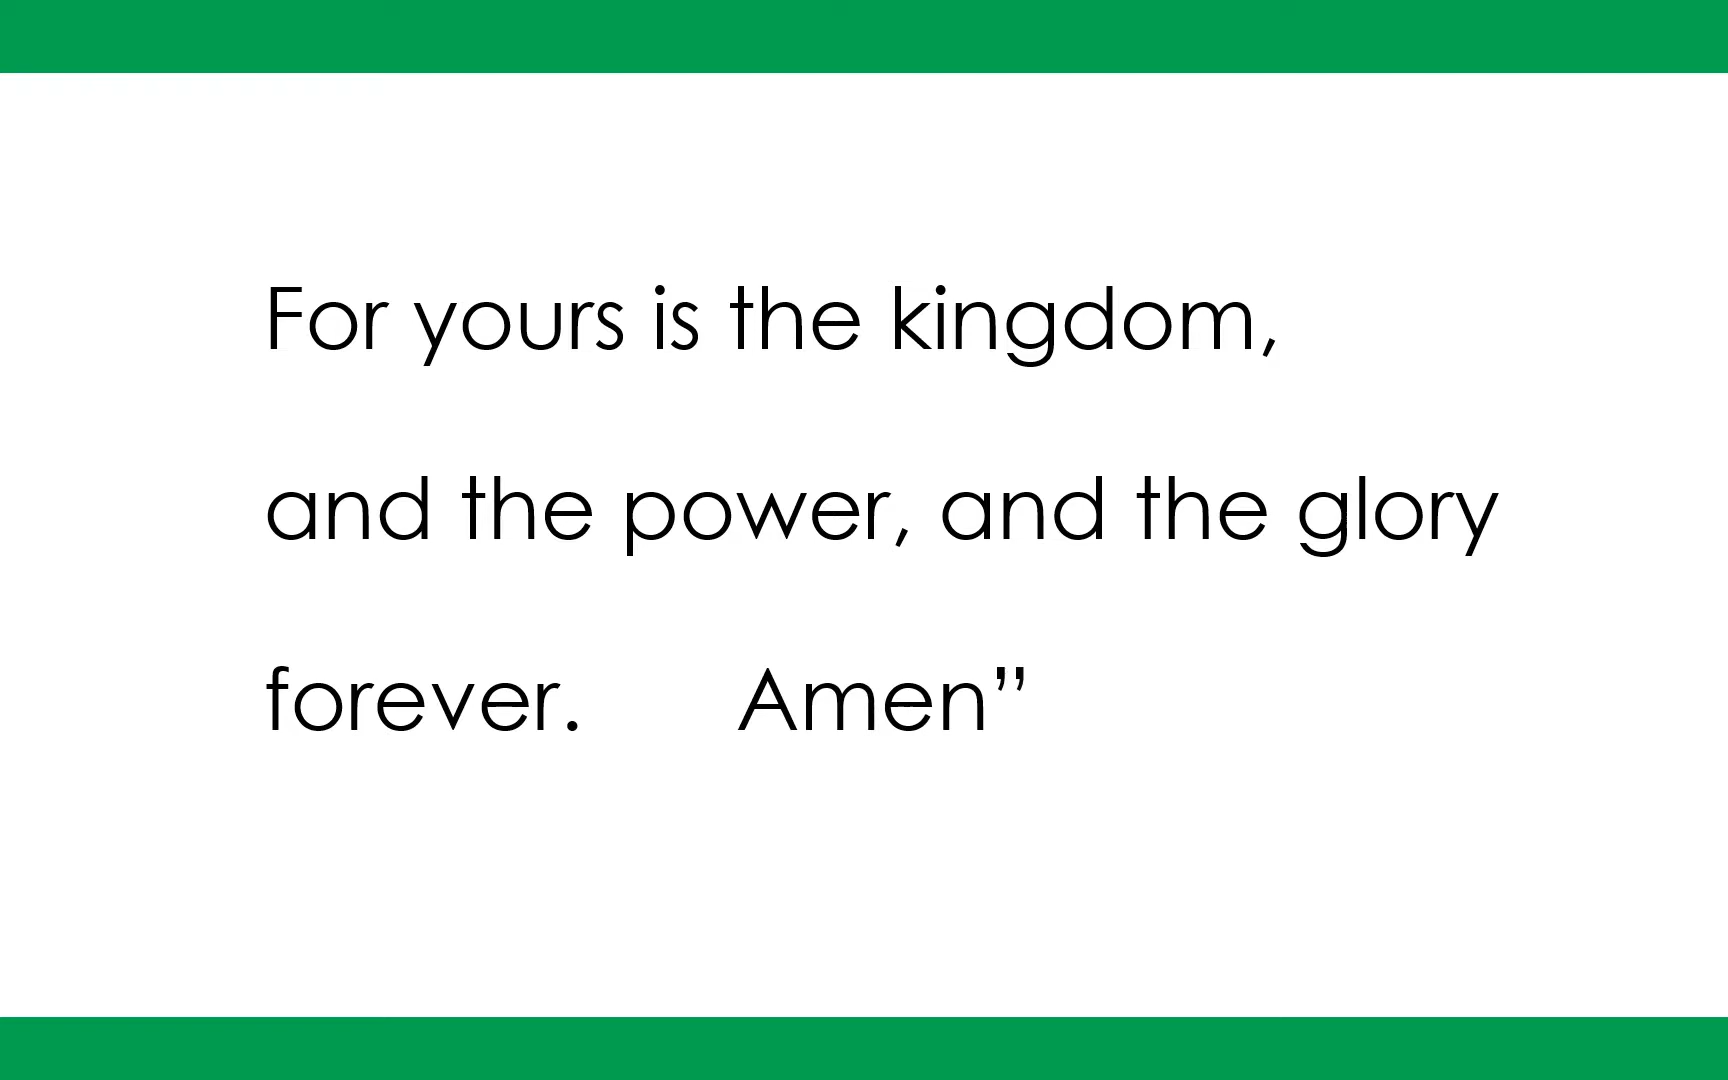 For yours is the kingdom,
and the power, and the glory
forever. Amen”